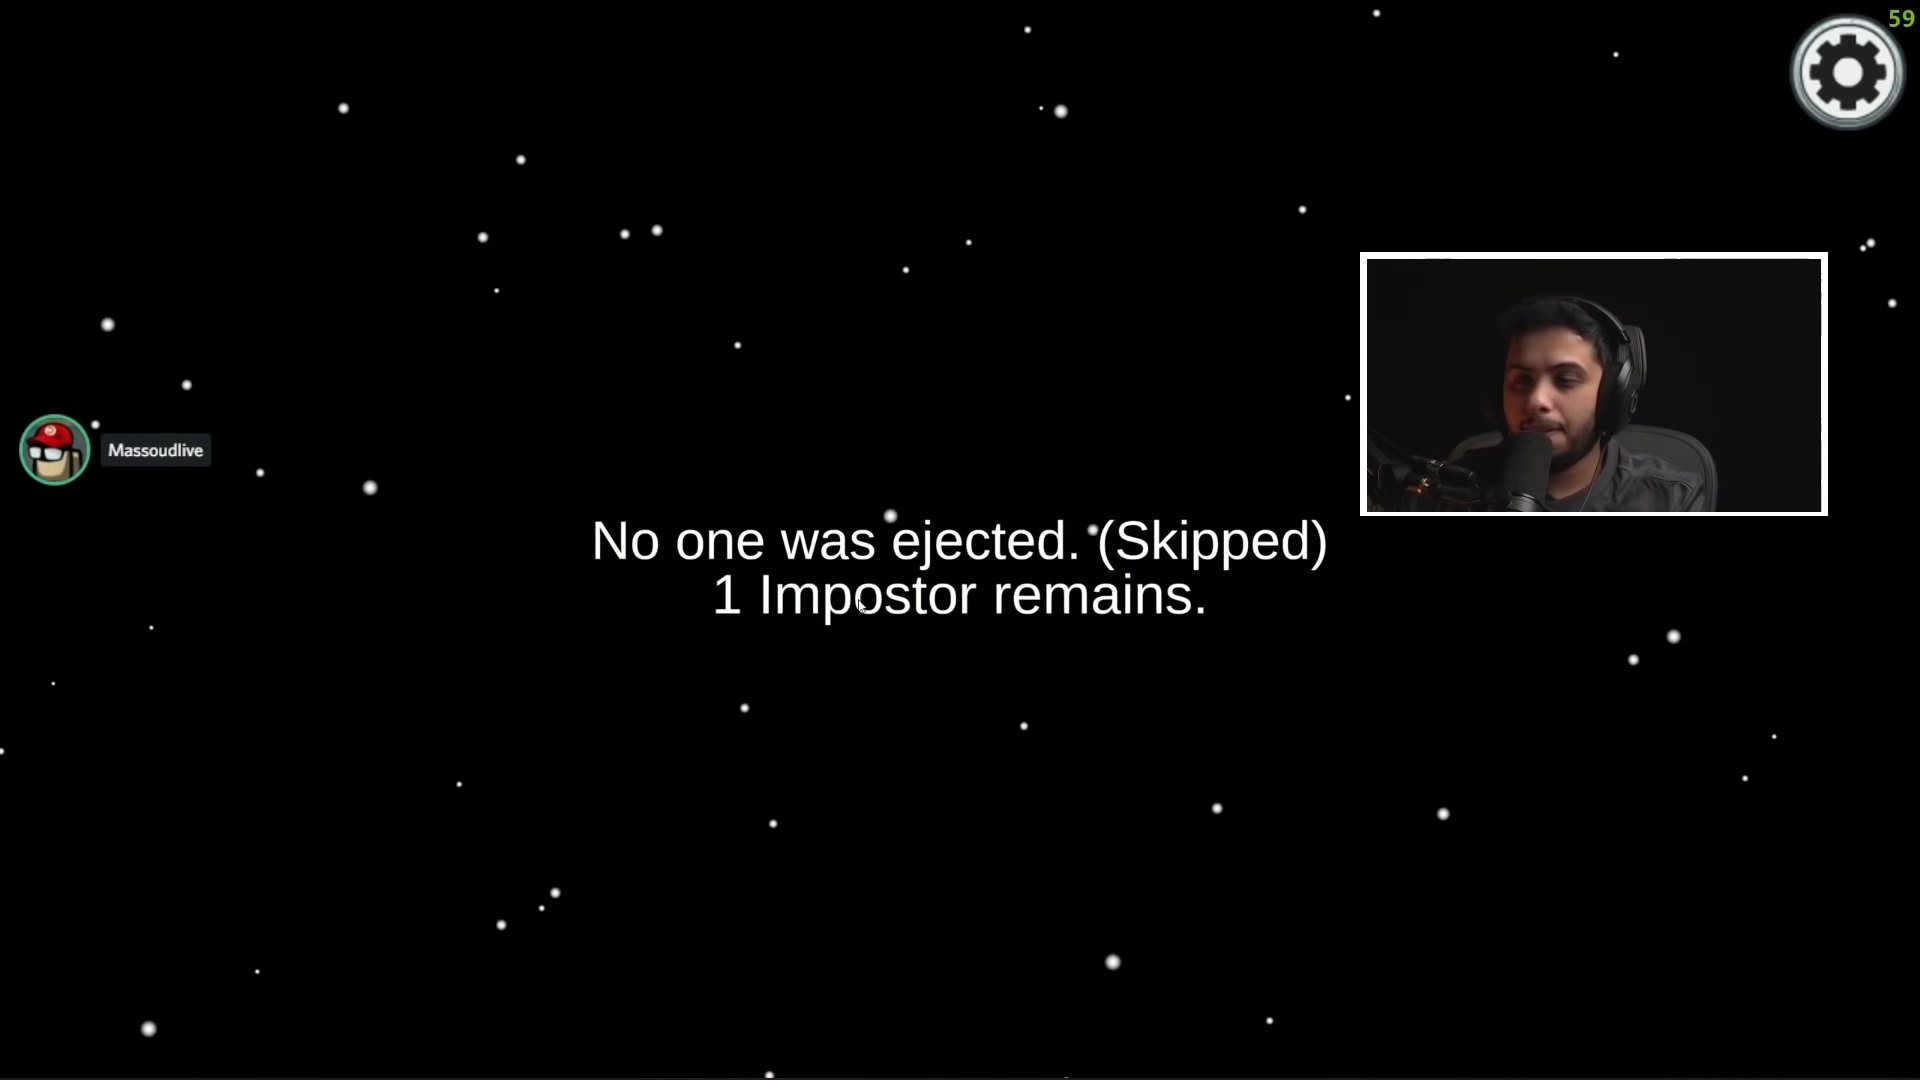 59
Massoudlive
No one was ejected. (Skipped)
1 Impostor remains.